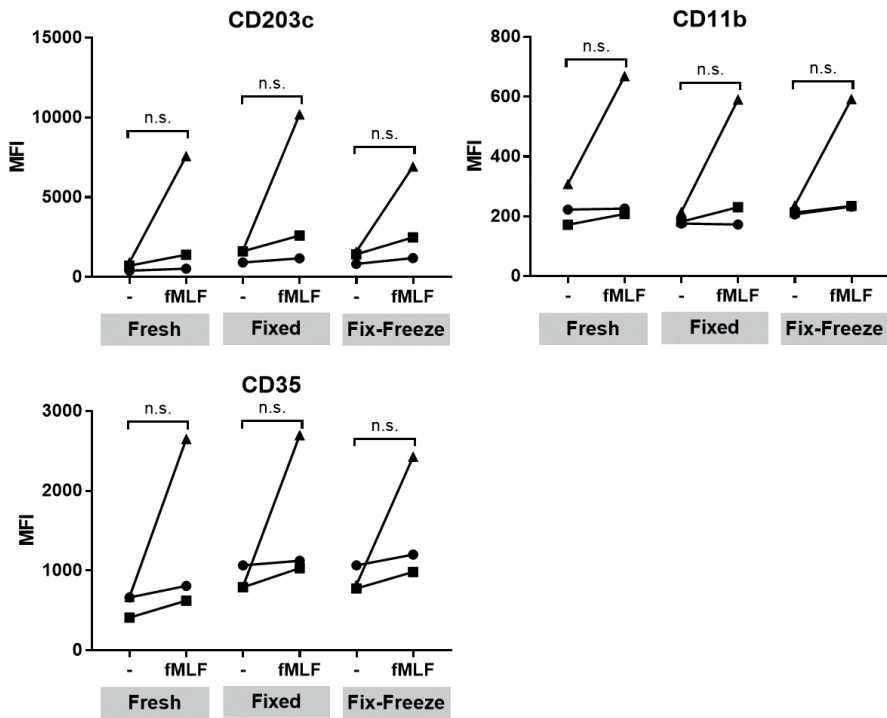 CD203c
15000
10000
5000
0
MFI
n.s.
n.s.
n.s.
- fMLF - fMLF - fMLF
Fresh Fixed Fix-Freeze
CD11b
800
600
400
200
0
MFI
n.s.
n.s.
n.s.
- fMLF - fMLF - fMLF
Fresh Fixed Fix-Freeze
CD35
3000
2000
1000
0
MFI
n.s.
n.s.
n.s.
- fMLF - fMLF - fMLF
Fresh Fixed Fix-Freeze